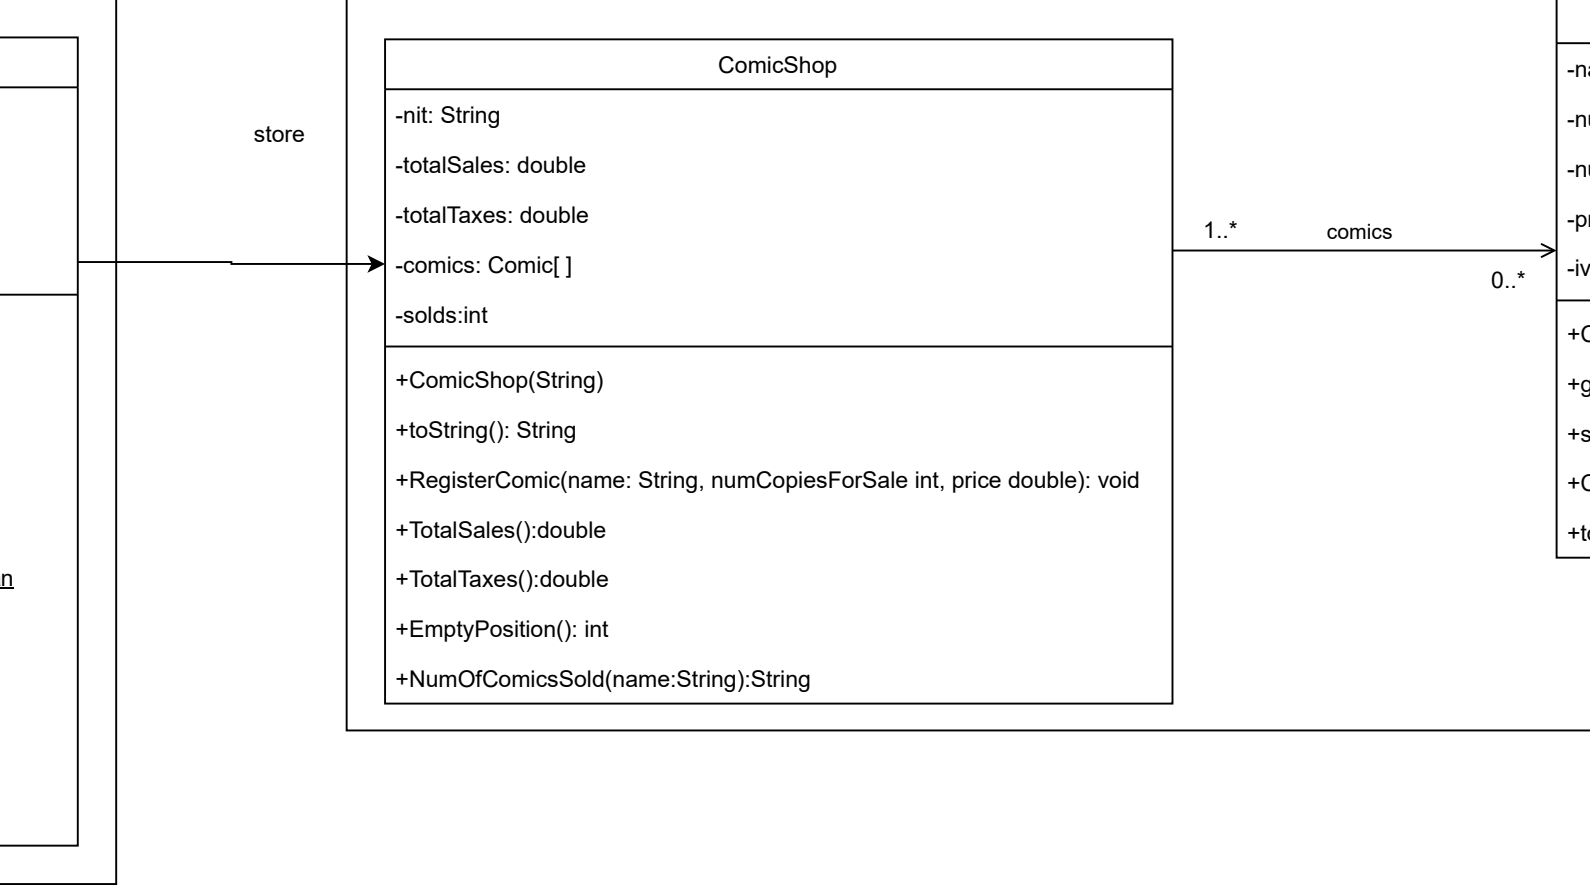 store
ComicShop
-nit: String
-totalSales: double
-totalTaxes: double
-comics: Comic[ ]
-solds:int
+ComicShop(String)
+toString(): String
+RegisterComic(name: String, numCopiesForSale int, price double): void
+TotalSales():double
+TotalTaxes():double
+EmptyPosition(): int
+NumOfComicsSold(name:String):String
1..*
comics
0..*